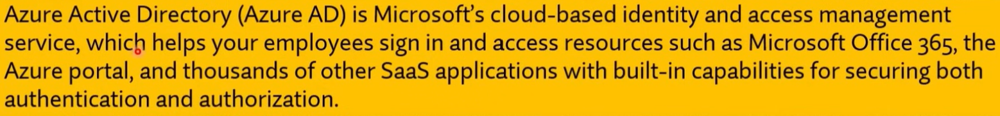 Azure Active Directory (Azure AD) is Microsoft’s cloud-based identity and access management
service, which helps your employees sign in and access resources such as Microsoft Office 365, the
Azure portal, and thousands of other SaaS applications with built-in capabilities for securing both
authentication and authorization.